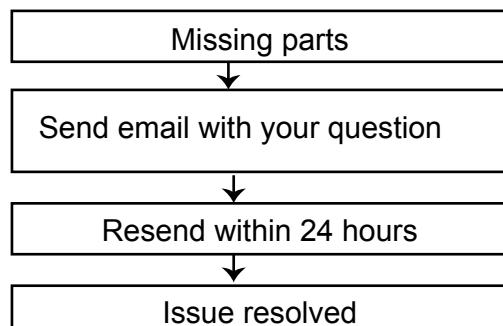 Missing parts
Send email with your question
Resend within 24 hours
Issue resolved